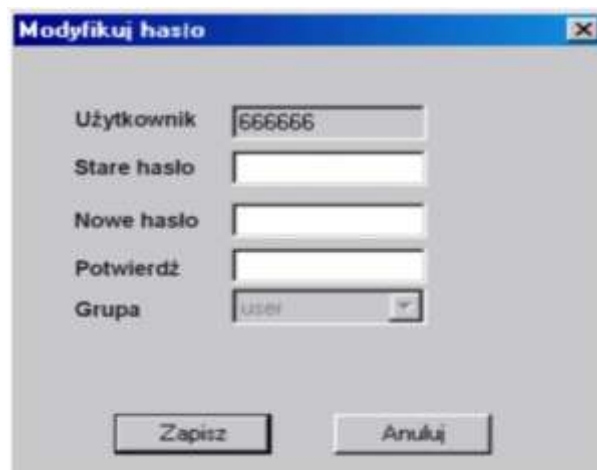 Modyfikuj hasło
Użytkownik 666666
Stare hasło
Nowe hasło
Potwierdź
Grupa user
Zapisz Anuluj